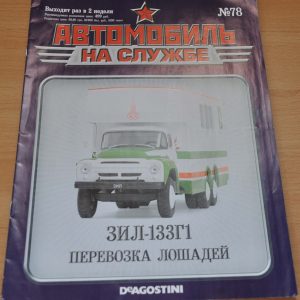 Выходит раз в 2 недели
№78
АВТОМОБИЛЬ
НА СЛУЖБЕ
ЗИЛ-133Г1
ПЕРЕВОЗКА ЛОШАДЕЙ
DeAGOSTINI